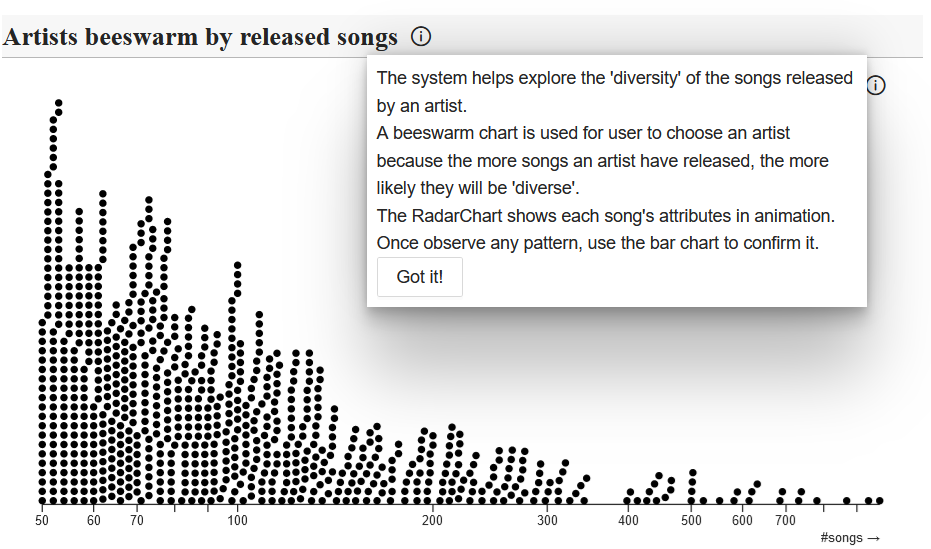 Artists beeswarm by released songs
The system helps explore the 'diversity' of the songs released
by an artist.
A beeswarm chart is used for user to choose an artist
because the more songs an artist have released, the more
likely they will be 'diverse'.
The RadarChart shows each song's attributes in animation.
Once observe any pattern, use the bar chart to confirm it.
Got it!
50 60 70 100 200 300 400 500 600 700
#songs →